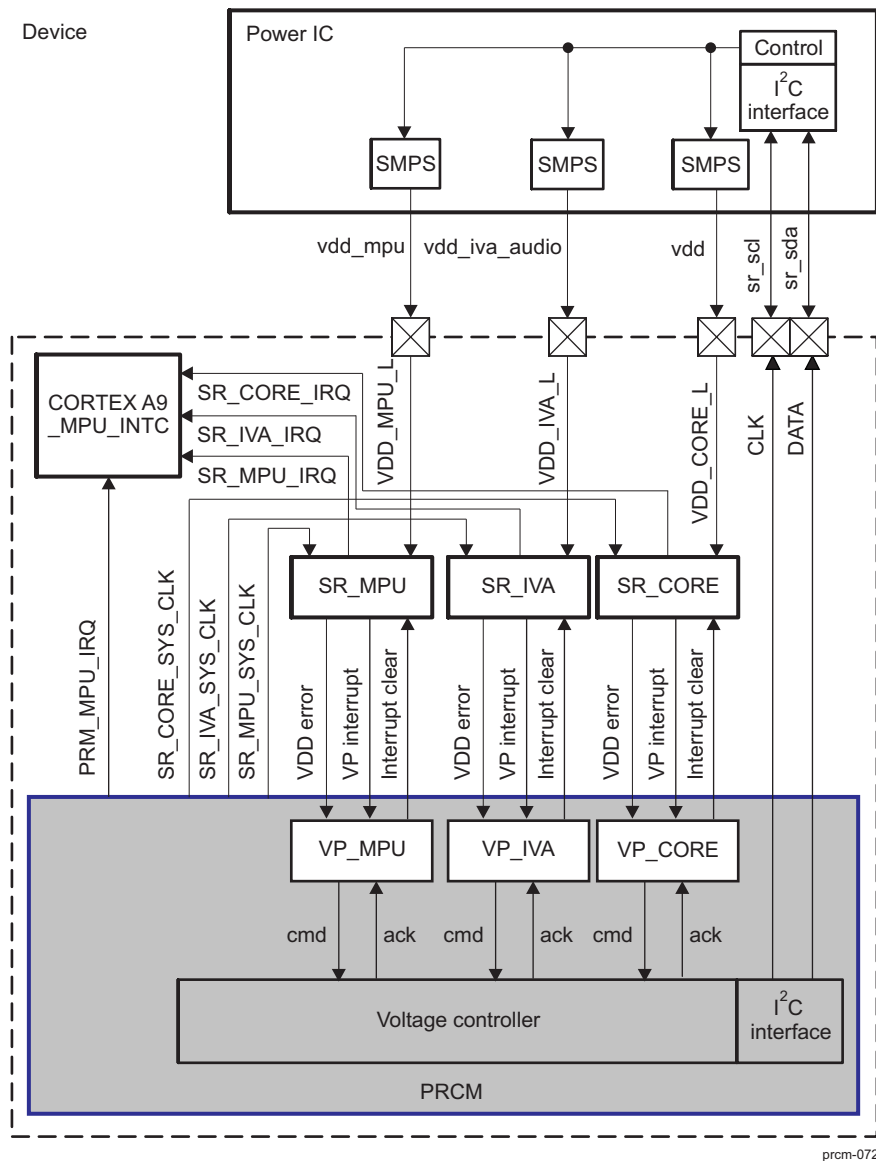 Device
Power IC
Control
I2C
interface
SMPS
SMPS
SMPS
vdd_mpu
vdd_iva_audio
vdd
sr_scl
sr_sda
CORTEX A9
_MPU_INTC
SR_CORE_IRQ
SR_IVA_IRQ
SR_MPU_IRQ
VDD_MPU_L
VDD_IVA_L
VDD_CORE_L
CLK
DATA
SR_MPU
SR_IVA
SR_CORE
PRM_MPU_IRQ
SR_CORE_SYS_CLK
SR_IVA_SYS_CLK
SR_MPU_SYS_CLK
VDD error
VP interrupt
Interrupt clear
VDD error
VP interrupt
Interrupt clear
VDD error
VP interrupt
Interrupt clear
VP_MPU
VP_IVA
VP_CORE
cmd
ack
cmd
ack
cmd
ack
Voltage controller
I2C
interface
PRCM
prcm-072